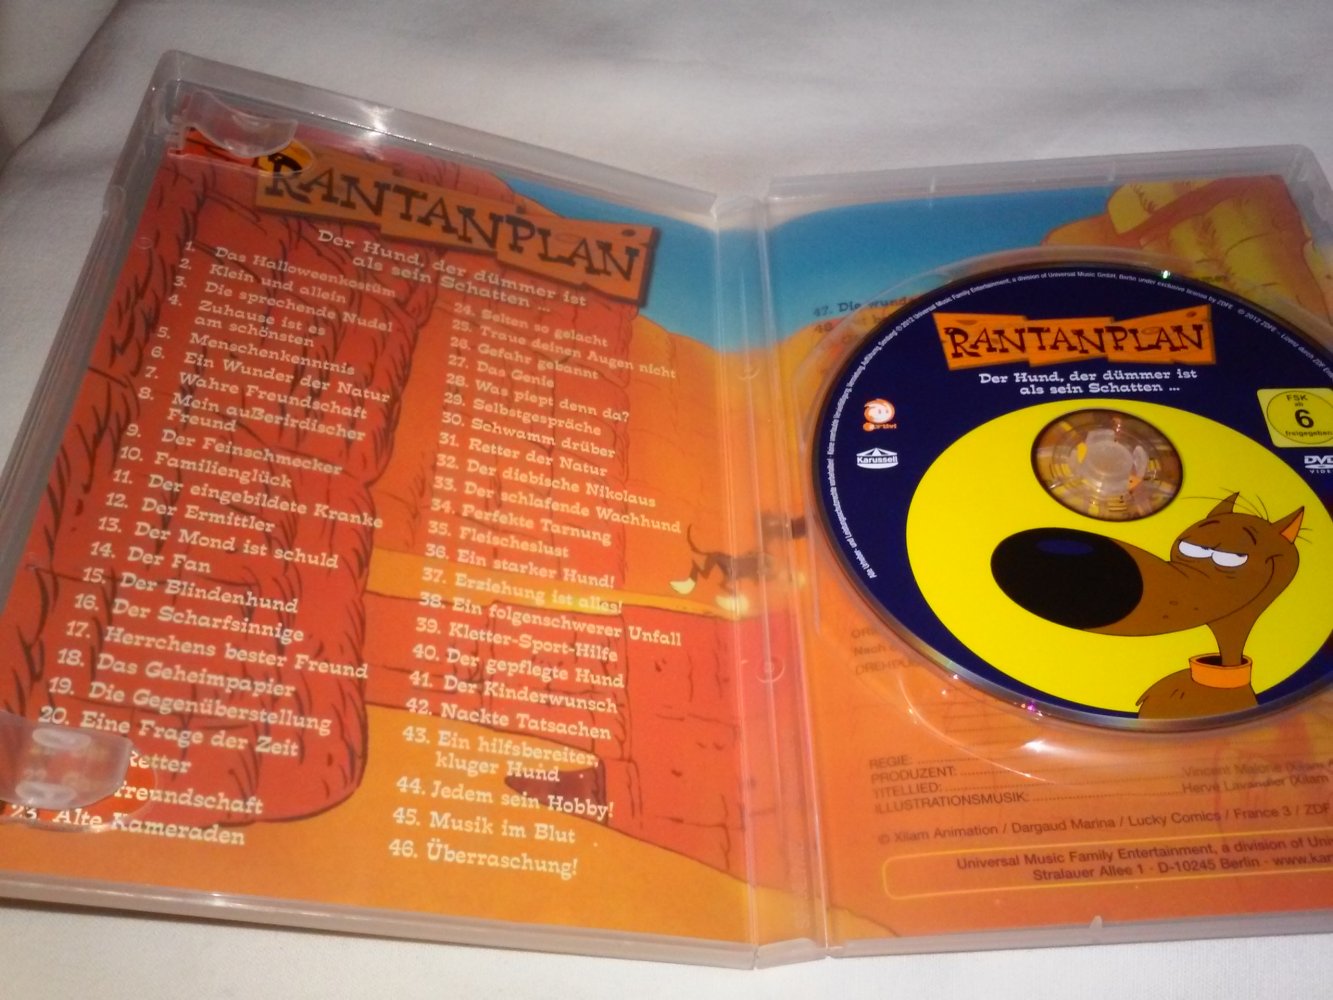 RANTANPLAN
Der Hund, der dümmer ist
als sein Schatten ...
1. Das Halloweenkostüm
2. Klein und allein
3. Die sprechende Nudel
4. Zuhause ist es
am schönsten
5. Menschenkenntnis
6. Ein Wunder der Natur
7. Wahre Freundschaft
8. Mein außerirdischer
Freund
9. Der Feinschmecker
10. Familienglück
11. Der eingebildete Kranke
12. Der Ermittler
13. Der Mond ist schuld
14. Der Fan
15. Der Blindenhund
16. Der Scharfsinnige
17. Herrchens bester Freund
18. Das Geheimpapier
19. Die Gegenüberstellung
20. Eine Frage der Zeit
Retter
freundschaft
23. Alte Kameraden
24. Selten so gelacht
25. Traue deinen Augen nicht
26. Gefahr gebannt
27. Das Genie
28. Was piept denn da?
29. Selbstgespräche
30. Schwamm drüber
31. Retter der Natur
32. Der diebische Nikolaus
33. Der schlafende Wachhund
34. Perfekte Tarnung
35. Fleischeslust
36. Ein starker Hund!
37. Erziehung ist alles!
38. Ein folgenschwerer Unfall
39. Kletter-Sport-Hilfe
40. Der gepflegte Hund
41. Der Kinderwunsch
42. Nackte Tatsachen
43. Ein hilfsbereiter,
kluger Hund
44. Jedem sein Hobby!
45. Musik im Blut
46. Überraschung!
47. Die
48.
RANTANPLAN
Der Hund, der dümmer ist
als sein Schatten ...
Karussell
FSK
ab
6
freigegeben
DVD
VIDEO
Nach
REGIE:
PRODUZENT: Vincent
TITELLIED: Hervé Lavandier (Xilam
ILLUSTRATIONSMUSIK:
© Xilam Animation / Dargaud Marina / Lucky Comics / France 3 / ZDF
Universal Music Family Entertainment, a division of
Stralauer Allee 1 · D-10245 Berlin ·